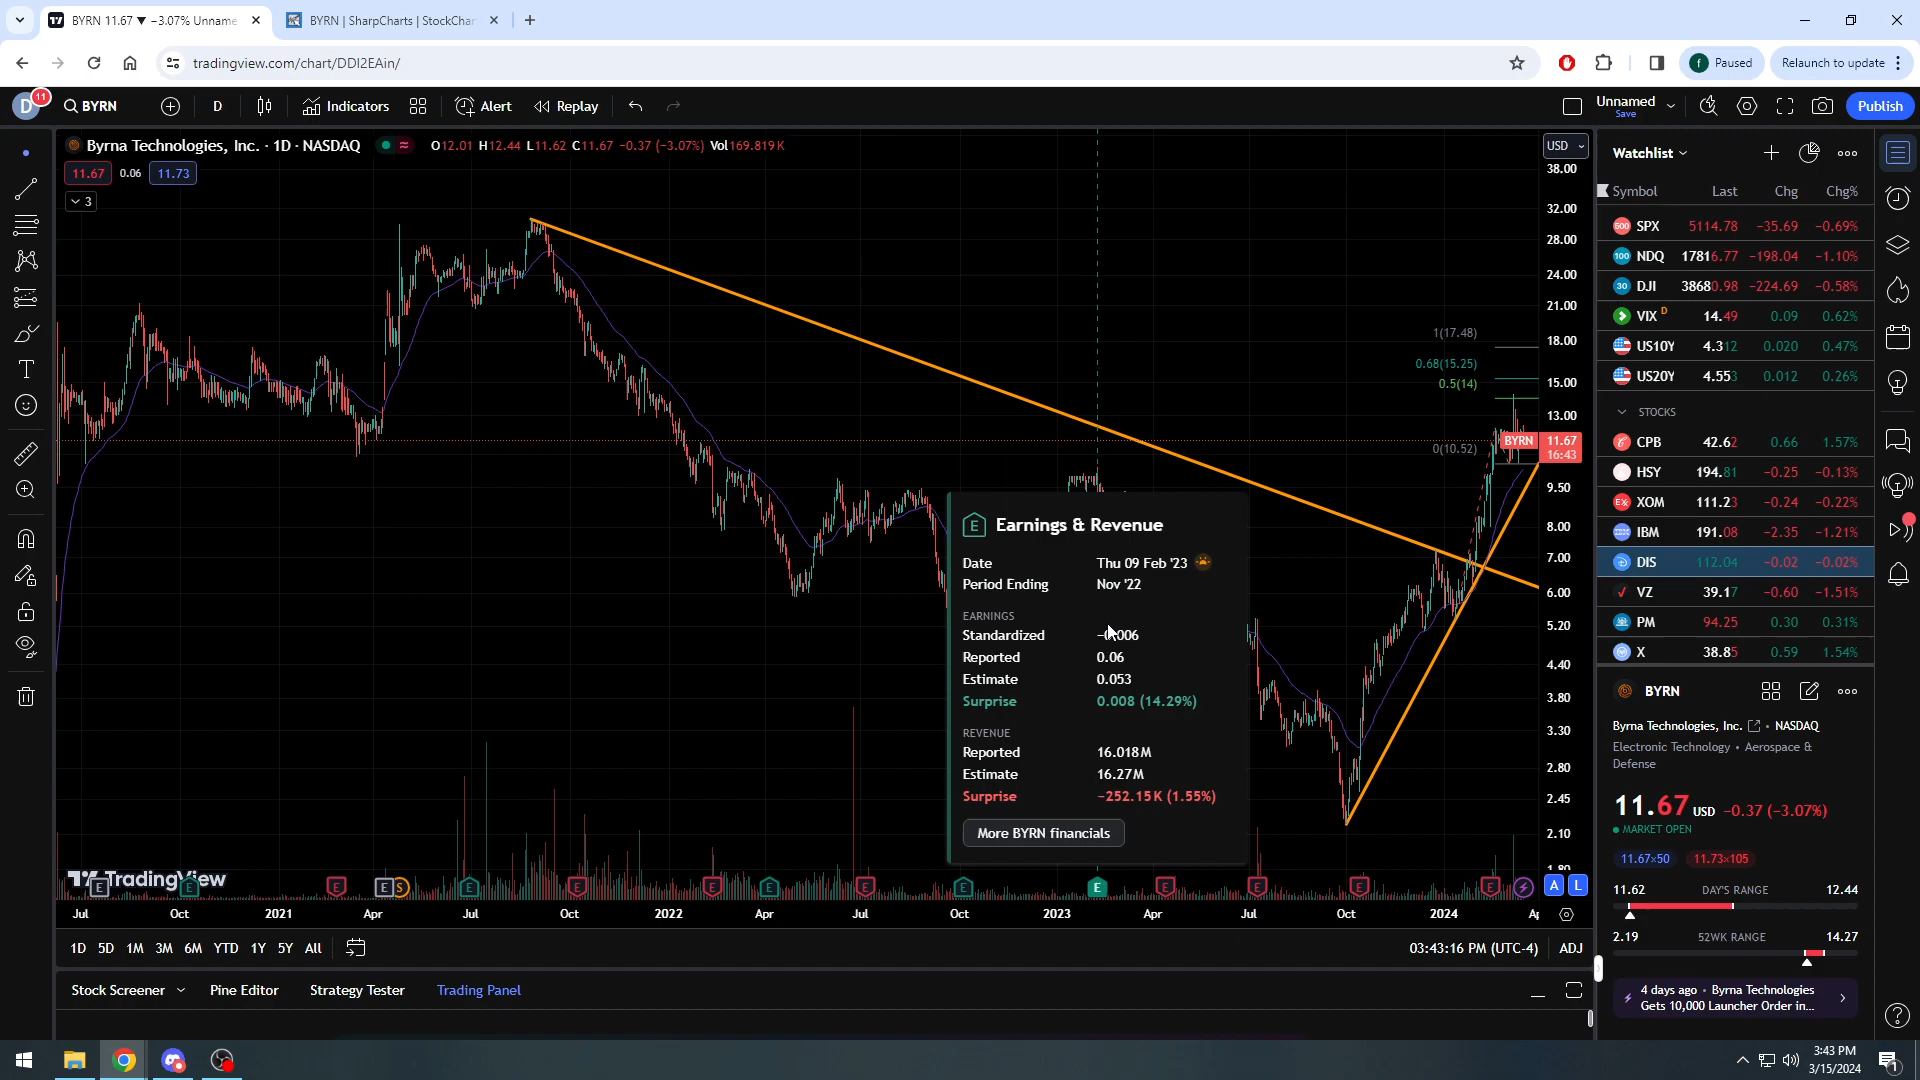 BYRN 11.67 ▼ −3.07% Unname
BYRN | SharpCharts | StockChar
tradingview.com/chart/DDI2EAin/
Paused
Relaunch to update
D
11
BYRN
D
Indicators
Alert
Replay
Unnamed
Save
Publish
Byrna Technologies, Inc. · 1D · NASDAQ
O12.01 H12.44 L11.62 C11.67 −0.37 (−3.07%) Vol169.819K
11.67
0.06
11.73
3
USD
38.00
32.00
28.00
24.00
21.00
18.00
15.00
13.00
9.50
8.00
7.00
6.00
5.20
4.40
3.80
3.30
2.80
2.45
2.10
1.80
1(17.48)
0.68(15.25)
0.5(14)
0(10.52)
BYRN 11.67
16:43
Earnings & Revenue
Date Thu 09 Feb '23
Period Ending Nov '22
EARNINGS
Standardized
Reported 0.06
Estimate 0.053
Surprise 0.008 (14.29%)
REVENUE
Reported 16.018M
Estimate 16.27M
Surprise −252.15K (1.55%)
More BYRN financials
TradingView
E E E E S E E E E E E E E E E E E
A L
Jul Oct 2021 Apr Jul Oct 2022 Apr Jul Oct 2023 Apr Jul Oct 2024 Ap
1D 5D 1M 3M 6M YTD 1Y 5Y All
03:43:16 PM (UTC-4) ADJ
Stock Screener Pine Editor Strategy Tester Trading Panel
Watchlist
Symbol Last Chg Chg%
SPX 5114.78 −35.69 −0.69%
NDQ 17816.77 −198.04 −1.10%
DJI 38680.98 −224.69 −0.58%
VIX D 14.49 0.09 0.62%
US10Y 4.312 0.020 0.47%
US20Y 4.553 0.012 0.26%
STOCKS
CPB 42.62 0.66 1.57%
HSY 194.81 −0.25 −0.13%
XOM 111.23 −0.24 −0.22%
IBM 191.08 −2.35 −1.21%
DIS 112.04 −0.02 −0.02%
VZ 39.17 −0.60 −1.51%
PM 94.25 0.30 0.31%
X 38.85 0.59 1.54%
BYRN
Byrna Technologies, Inc. • NASDAQ
Electronic Technology • Aerospace &
Defense
11.67 USD −0.37 (−3.07%)
MARKET OPEN
11.67×50 11.73×105
11.62 DAY'S RANGE 12.44
2.19 52WK RANGE 14.27
4 days ago • Byrna Technologies
Gets 10,000 Launcher Order in...
3:43 PM
3/15/2024
1